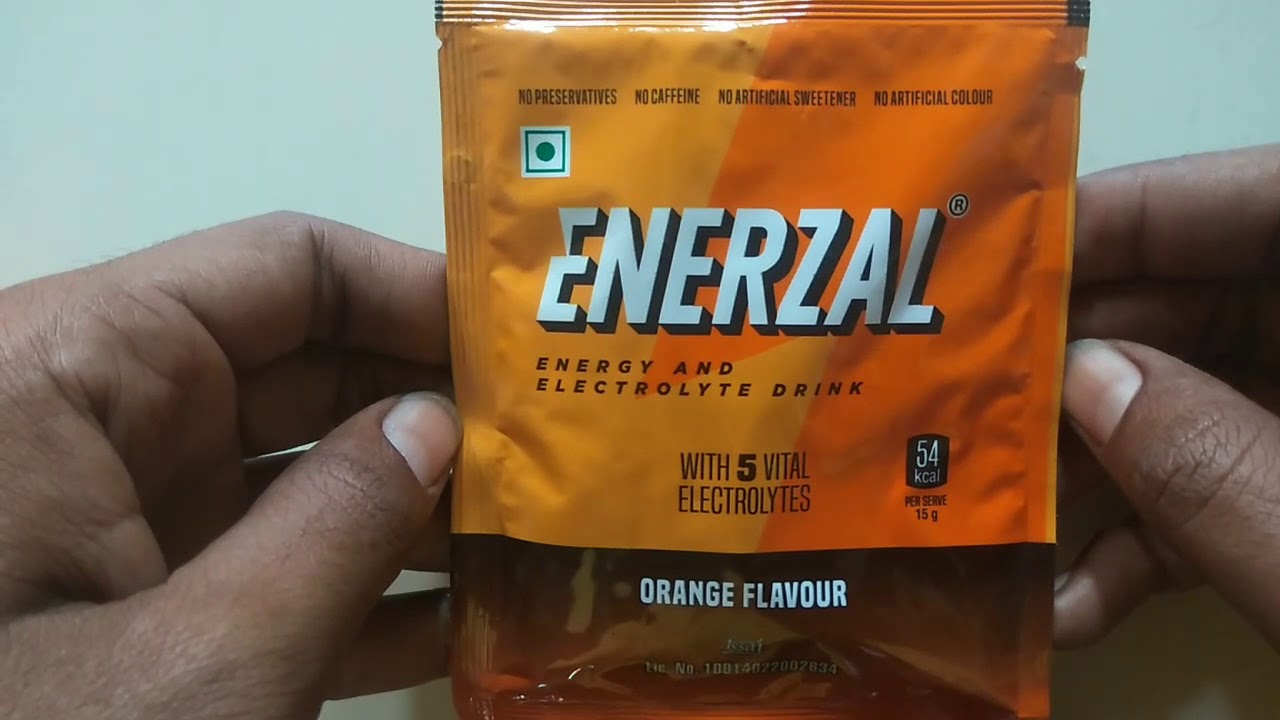 NO PRESERVATIVES NO CAFFEINE NO ARTIFICIAL SWEETENER NO ARTIFICIAL COLOUR
ENERZAL®
ENERGY AND
ELECTROLYTE DRINK
WITH 5 VITAL
ELECTROLYTES
54
kcal
PER SERVE
15 g
ORANGE FLAVOUR
fssai
Lic. No. 10014022002634